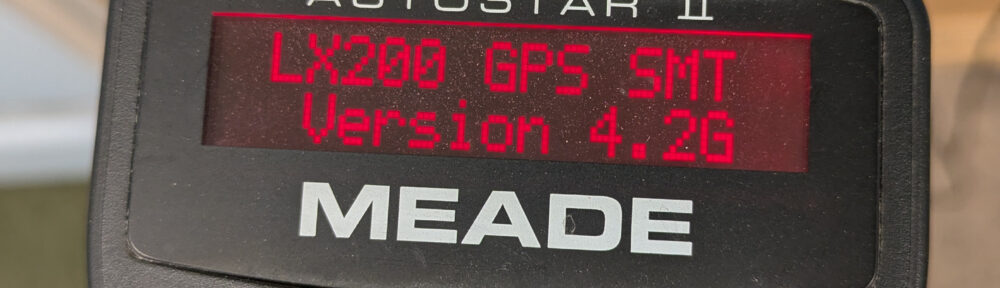 AUTOSTAR II
LX200 GPS SMT
Version 4.2G
MEADE